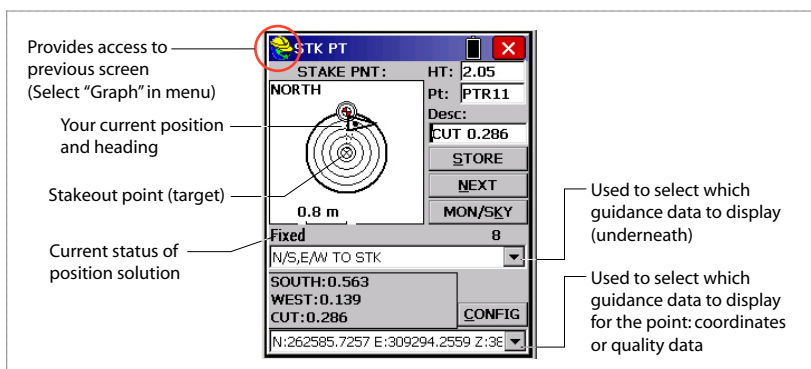 Provides access to
previous screen
(Select “Graph” in menu)
Your current position
and heading
Stakeout point (target)
Current status of
position solution
STK PT
STAKE PNT:
HT: 2.05
NORTH
Pt: PTR11
Desc:
CUT 0.286
STORE
NEXT
0.8 m
MON/SKY
Fixed 8
N/S,E/W TO STK
SOUTH:0.563
WEST:0.139
CUT:0.286
CONFIG
N:262585.7257 E:309294.2559 Z:3
Used to select which
guidance data to display
(underneath)
Used to select which
guidance data to display
for the point: coordinates
or quality data